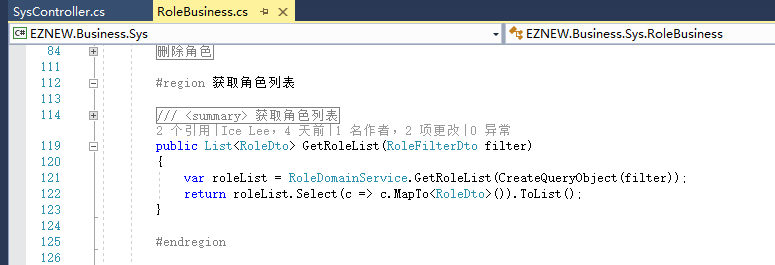 SysController.cs RoleBusiness.cs
C# EZNEW.Business.Sys EZNEW.Business.Sys.RoleBusiness
84 删除角色
111
112 #region 获取角色列表
113
114 /// <summary> 获取角色列表
2 个引用|Ice Lee, 4 天前|1 名作者, 2 项更改|0 异常
119 public List<RoleDto> GetRoleList(RoleFilterDto filter)
120 {
121 var roleList = RoleDomainService.GetRoleList(CreateQueryObject(filter));
122 return roleList.Select(c => c.MapTo<RoleDto>()).ToList();
123 }
124
125 #endregion
126